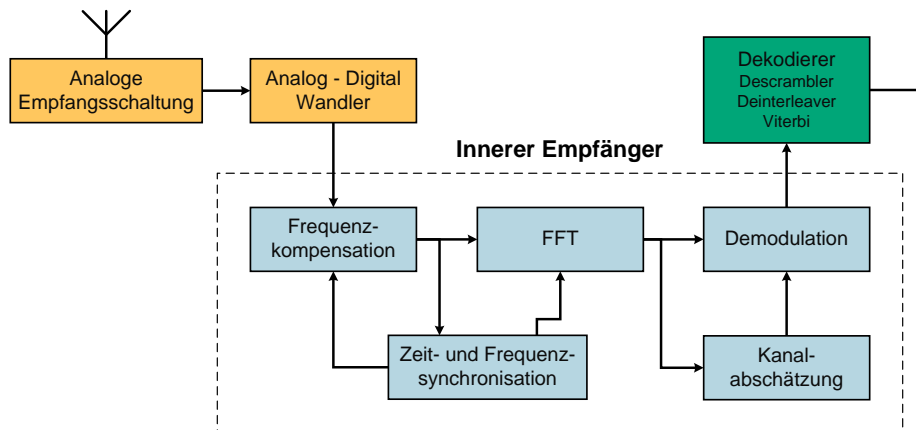 Analoge
Empfangsschaltung
Analog - Digital
Wandler
Dekodierer
Descrambler
Deinterleaver
Viterbi
Innerer Empfänger
Frequenz-
kompensation
FFT
Demodulation
Zeit- und Frequenz-
synchronisation
Kanal-
abschätzung